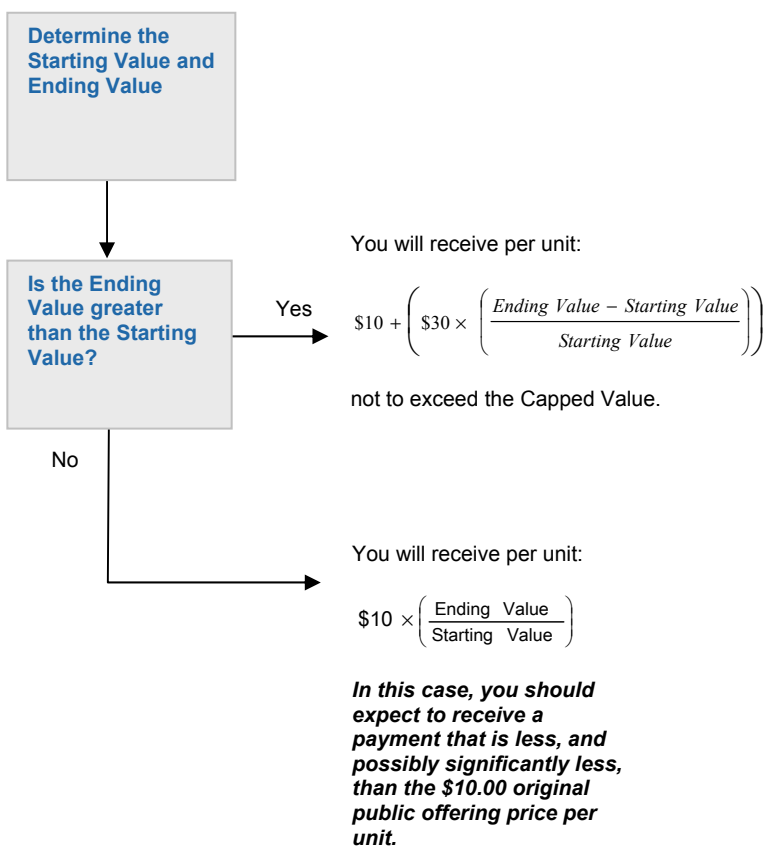 Determine the
Starting Value and
Ending Value
You will receive per unit:
Is the Ending
Value greater
than the Starting
Value?
Yes
$10 + ( $30 × ( Ending Value − Starting Value / Starting Value ) )
not to exceed the Capped Value.
No
You will receive per unit:
$10 × ( Ending Value / Starting Value )
In this case, you should
expect to receive a
payment that is less, and
possibly significantly less,
than the $10.00 original
public offering price per
unit.